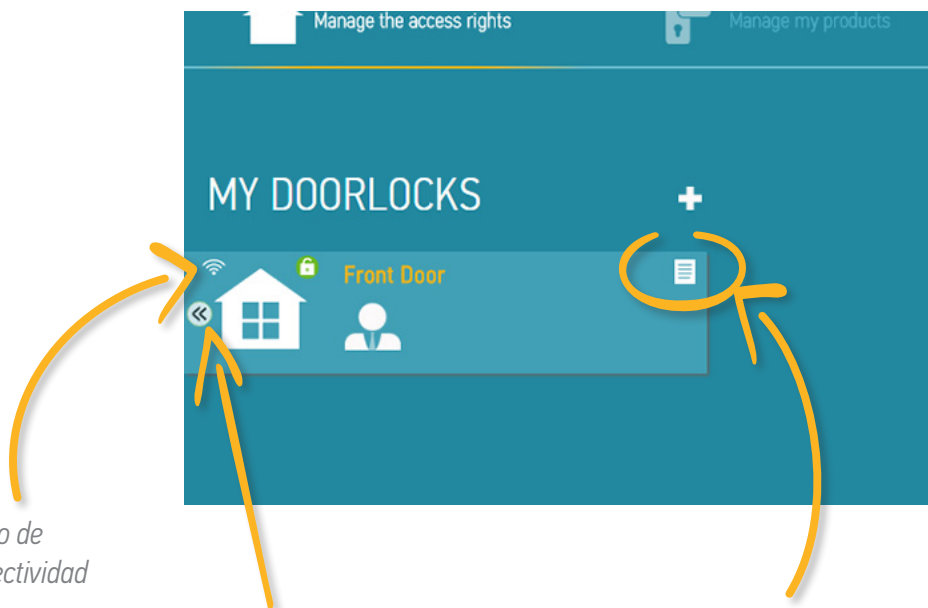 Manage the access rights
Manage my products
MY DOORLOCKS
Front Door
o de
ectividad